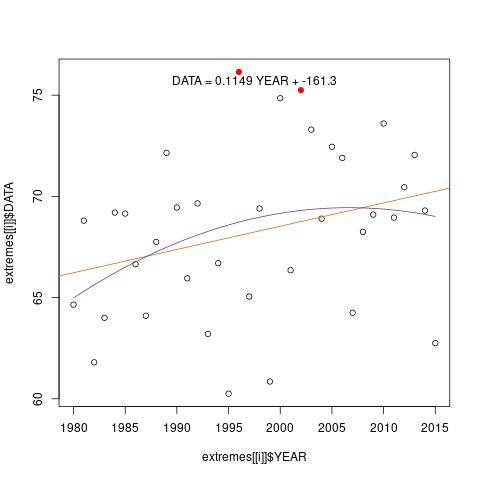 DATA = 0.1149 YEAR + -161.3
75
70
65
60
extremes[[i]]$DATA
1980 1985 1990 1995 2000 2005 2010 2015
extremes[[i]]$YEAR